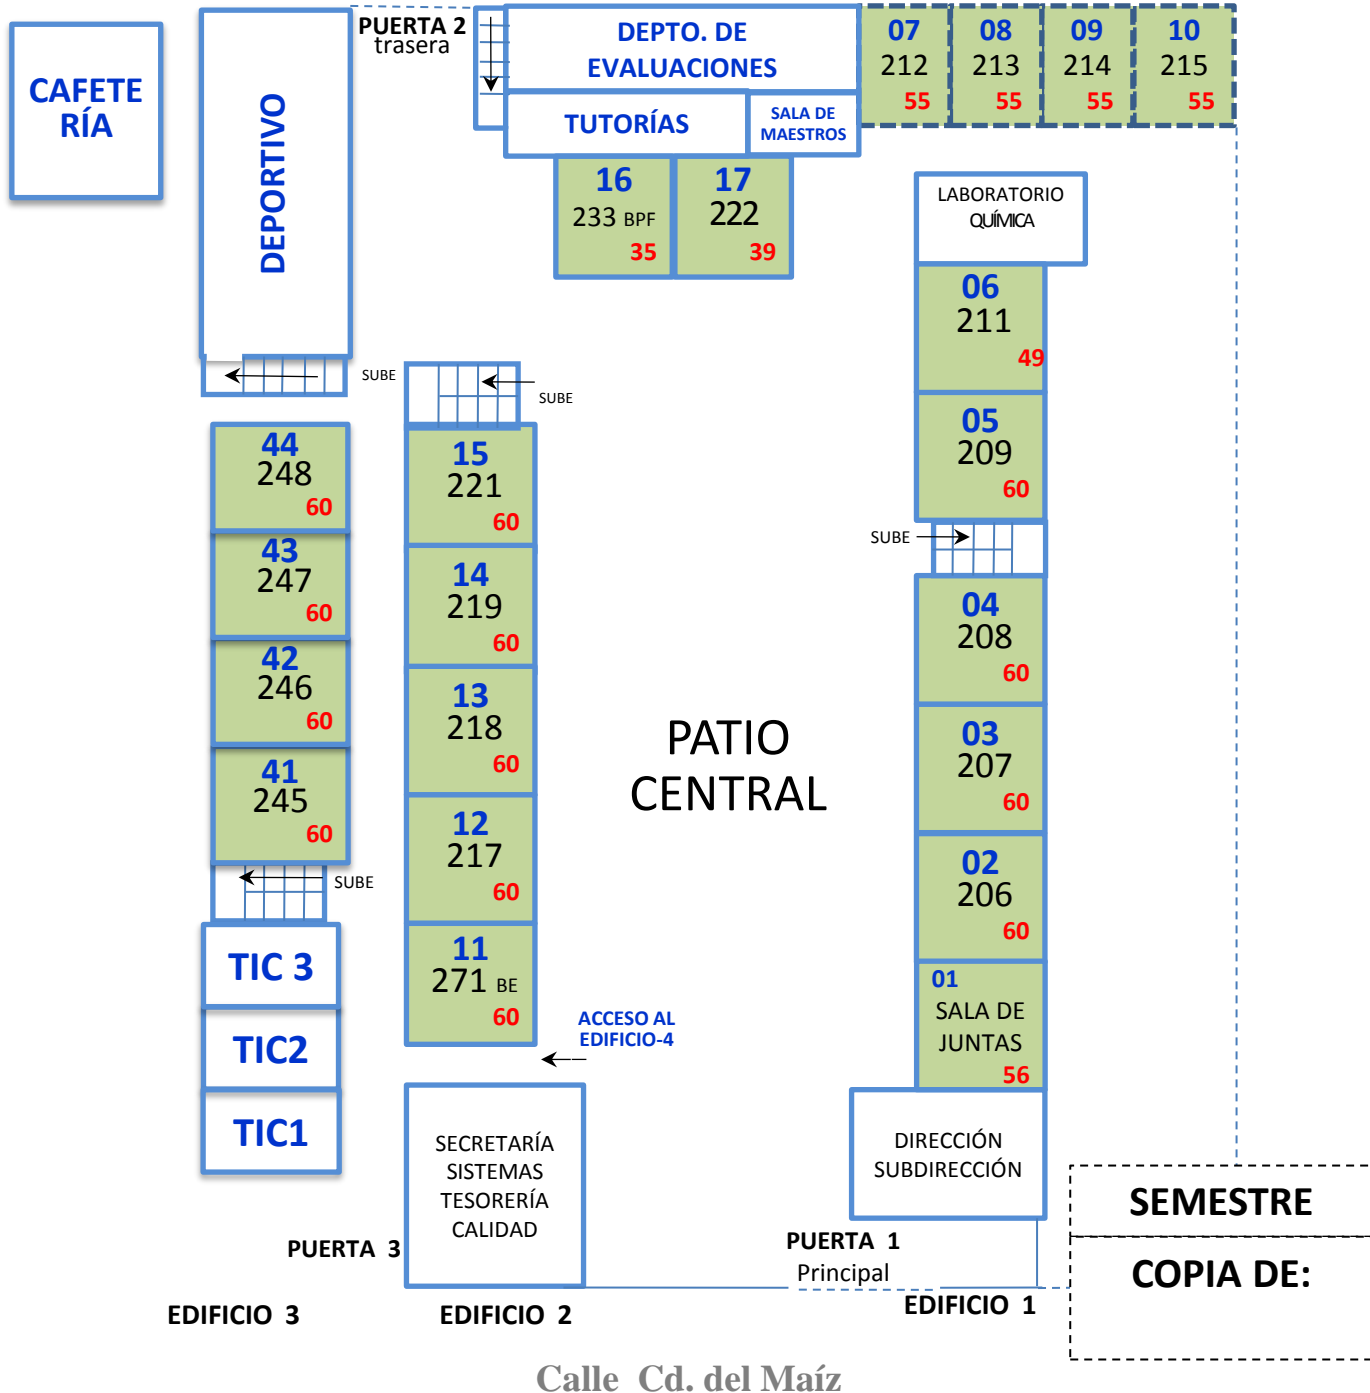 CAFETE
RÍA
DEPORTIVO
PUERTA 2
trasera
DEPTO. DE
EVALUACIONES
TUTORÍAS
SALA DE
MAESTROS
07
212
55
08
213
55
09
214
55
10
215
55
16
233 BPF
35
17
222
39
LABORATORIO
QUÍMICA
06
211
49
05
209
60
SUBE
04
208
60
03
207
60
02
206
60
01
SALA DE
JUNTAS
56
DIRECCIÓN
SUBDIRECCIÓN
SUBE
SUBE
44
248
60
43
247
60
42
246
60
41
245
60
SUBE
TIC 3
TIC2
TIC1
15
221
60
14
219
60
13
218
60
12
217
60
11
271 BE
60
PATIO
CENTRAL
ACCESO AL
EDIFICIO-4
SECRETARÍA
SISTEMAS
TESORERÍA
CALIDAD
PUERTA 3
PUERTA 1
Principal
SEMESTRE
COPIA DE:
EDIFICIO 3
EDIFICIO 2
EDIFICIO 1
Calle Cd. del Maíz